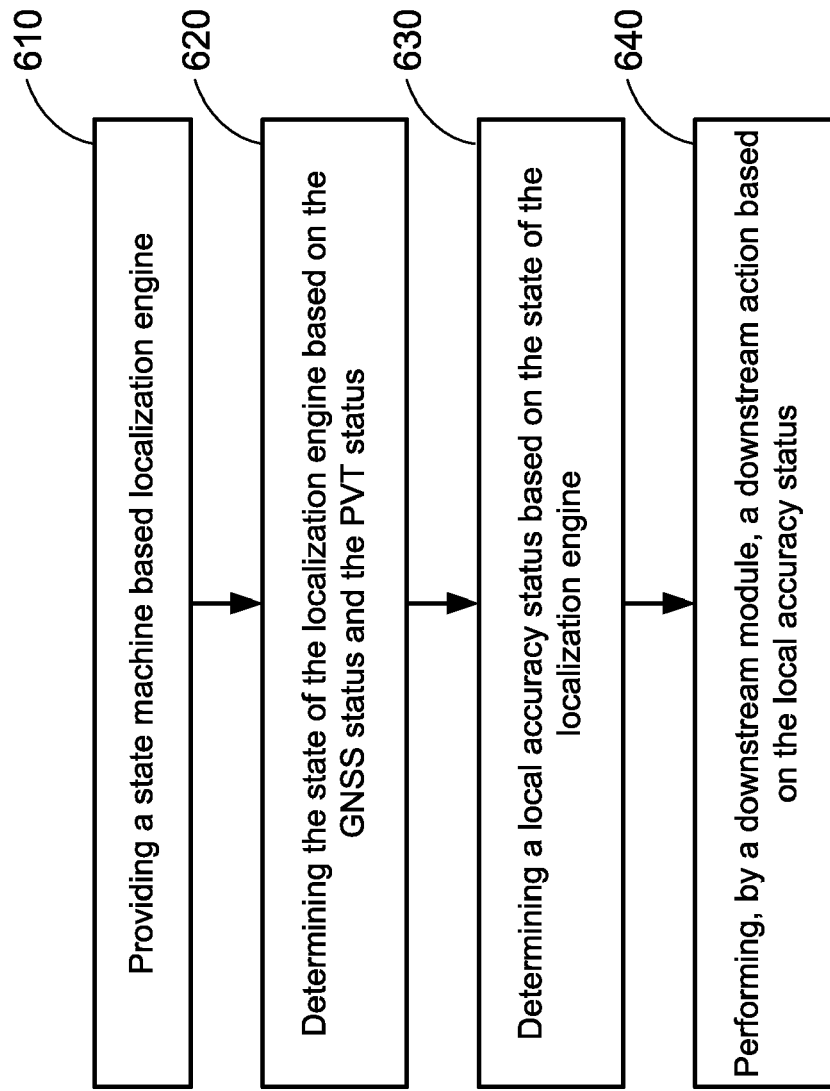 610
Providing a state machine based localization engine
620
Determining the state of the localization engine based on the
GNSS status and the PVT status
630
Determining a local accuracy status based on the state of the
localization engine
640
Performing, by a downstream module, a downstream action based
on the local accuracy status